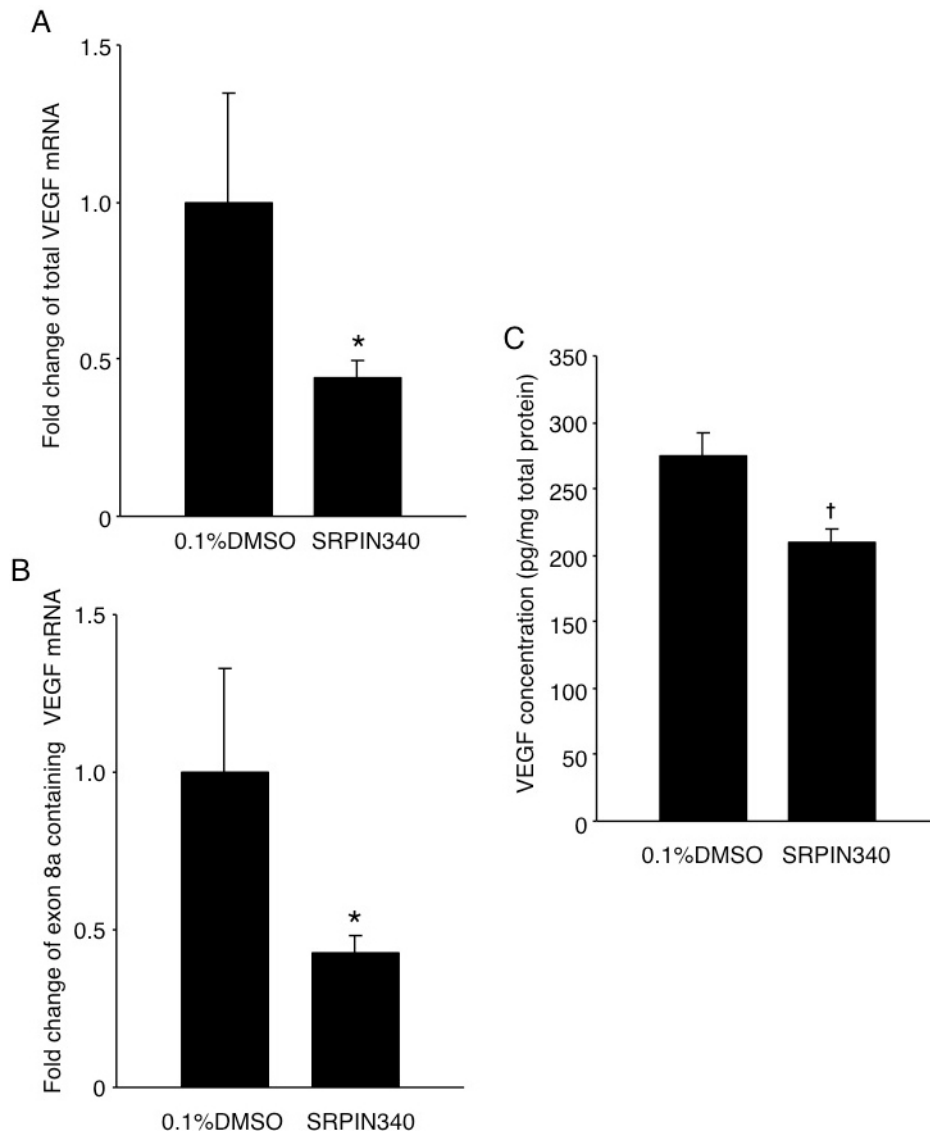 A
1.5
1.0
0.5
0
Fold change of total VEGF mRNA
*
0.1%DMSO SRPIN340
B
1.5
1.0
0.5
0
Fold change of exon 8a containing VEGF mRNA
*
0.1%DMSO SRPIN340
C
350
300
250
200
150
100
50
0
VEGF concentration (pg/mg total protein)
†
0.1%DMSO SRPIN340